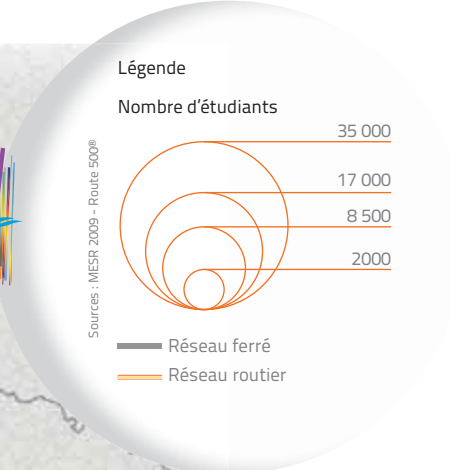 Légende
Nombre d'étudiants
35 000
17 000
8 500
2000
Sources : MESR 2009 - Route 500®
Réseau ferré
Réseau routier